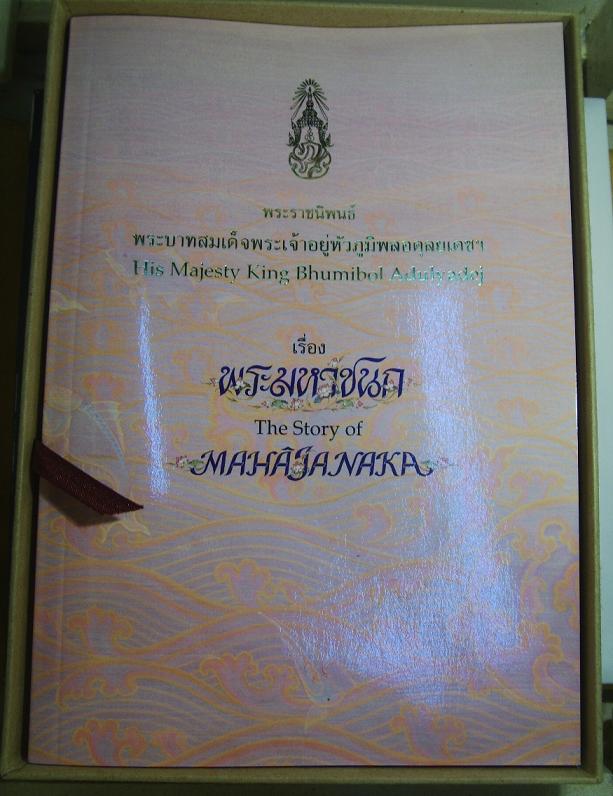 พระราชนิพนธ์
พระบาทสมเด็จพระเจ้าอยู่หัวภูมิพลอดุลยเดชฯ
His Majesty King Bhumibol Adulyadej
เรื่อง
พระมหาชนก
The Story of
MAHĀJANAKA